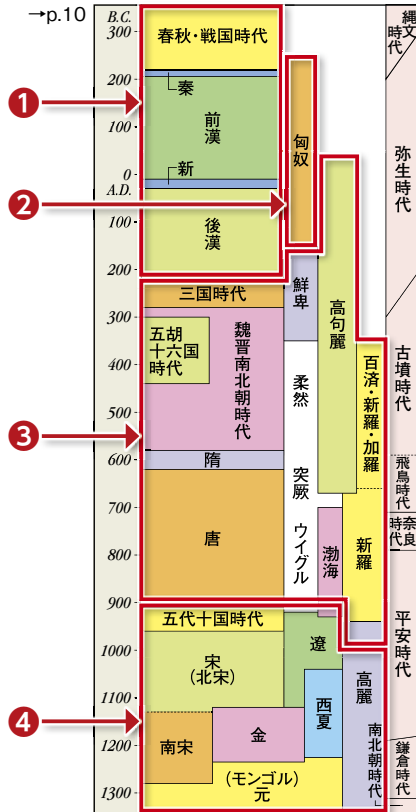 →p.10
B.C.
300
200
100
0
A.D.
100
200
300
400
500
600
700
800
900
1000
1100
1200
1300
❶
❷
❸
❹
春秋・戦国時代
秦
前漢
新
後漢
三国時代
五胡
十六国
時代
魏晋南北朝時代
隋
唐
五代十国時代
宋
(北宋)
南宋
金
(モンゴル)
元
匈奴
鮮卑
柔然
突厥
ウイグル
遼
西夏
高句麗
渤海
百済・新羅・加羅
新羅
高麗
縄文
時代
弥生時代
古墳時代
飛鳥時代
奈良
時代
平安時代
鎌倉時代
南北朝時代